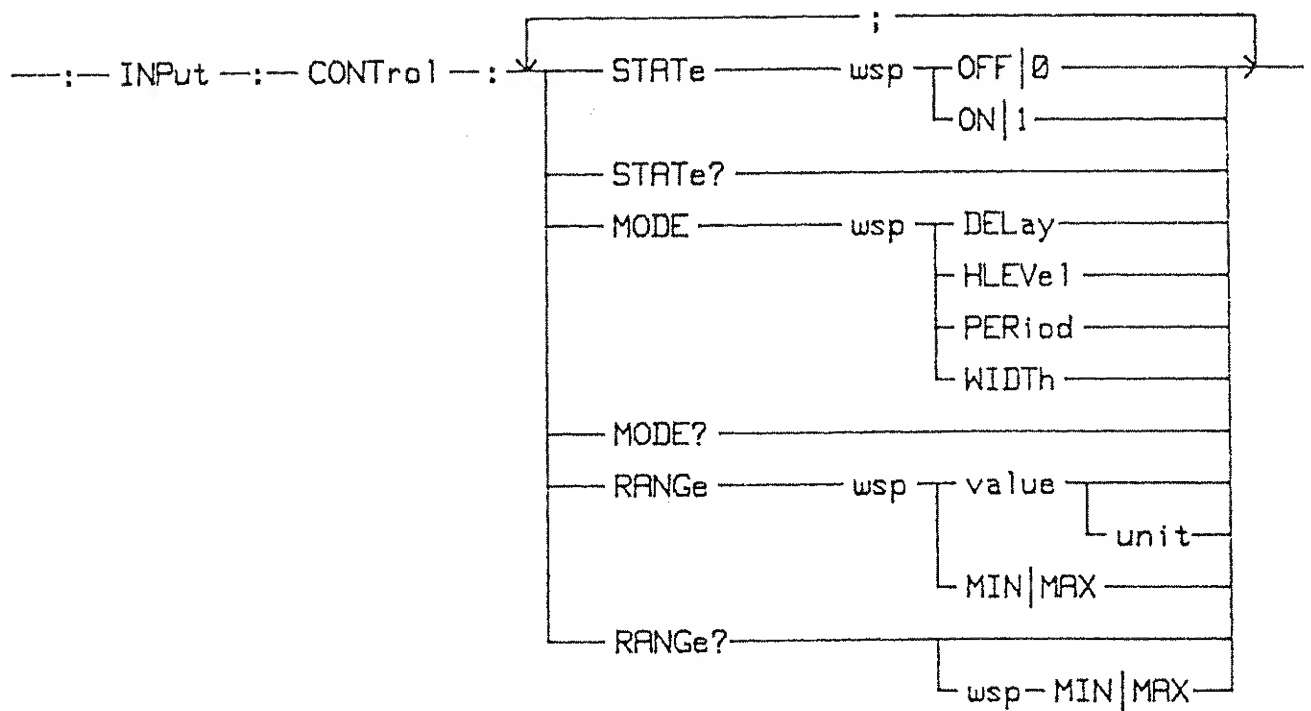 ;
: INPut : CONTrol : STATe wsp OFF|0
ON|1
STATe?
MODE wsp DELay
HLEVel
PERiod
WIDTh
MODE?
RANGe wsp value
unit
MIN|MAX
RANGe?
wsp MIN|MAX